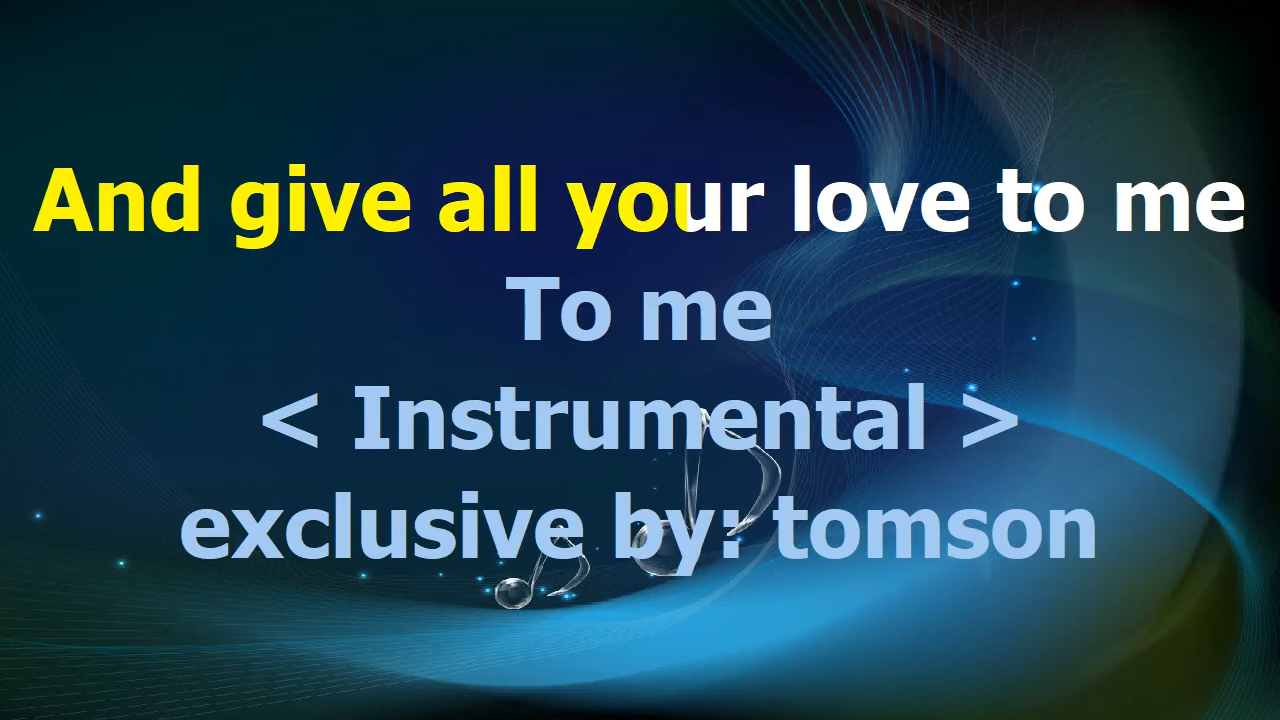 And give all your love to me
To me
< Instrumental >
exclusive by: tomson